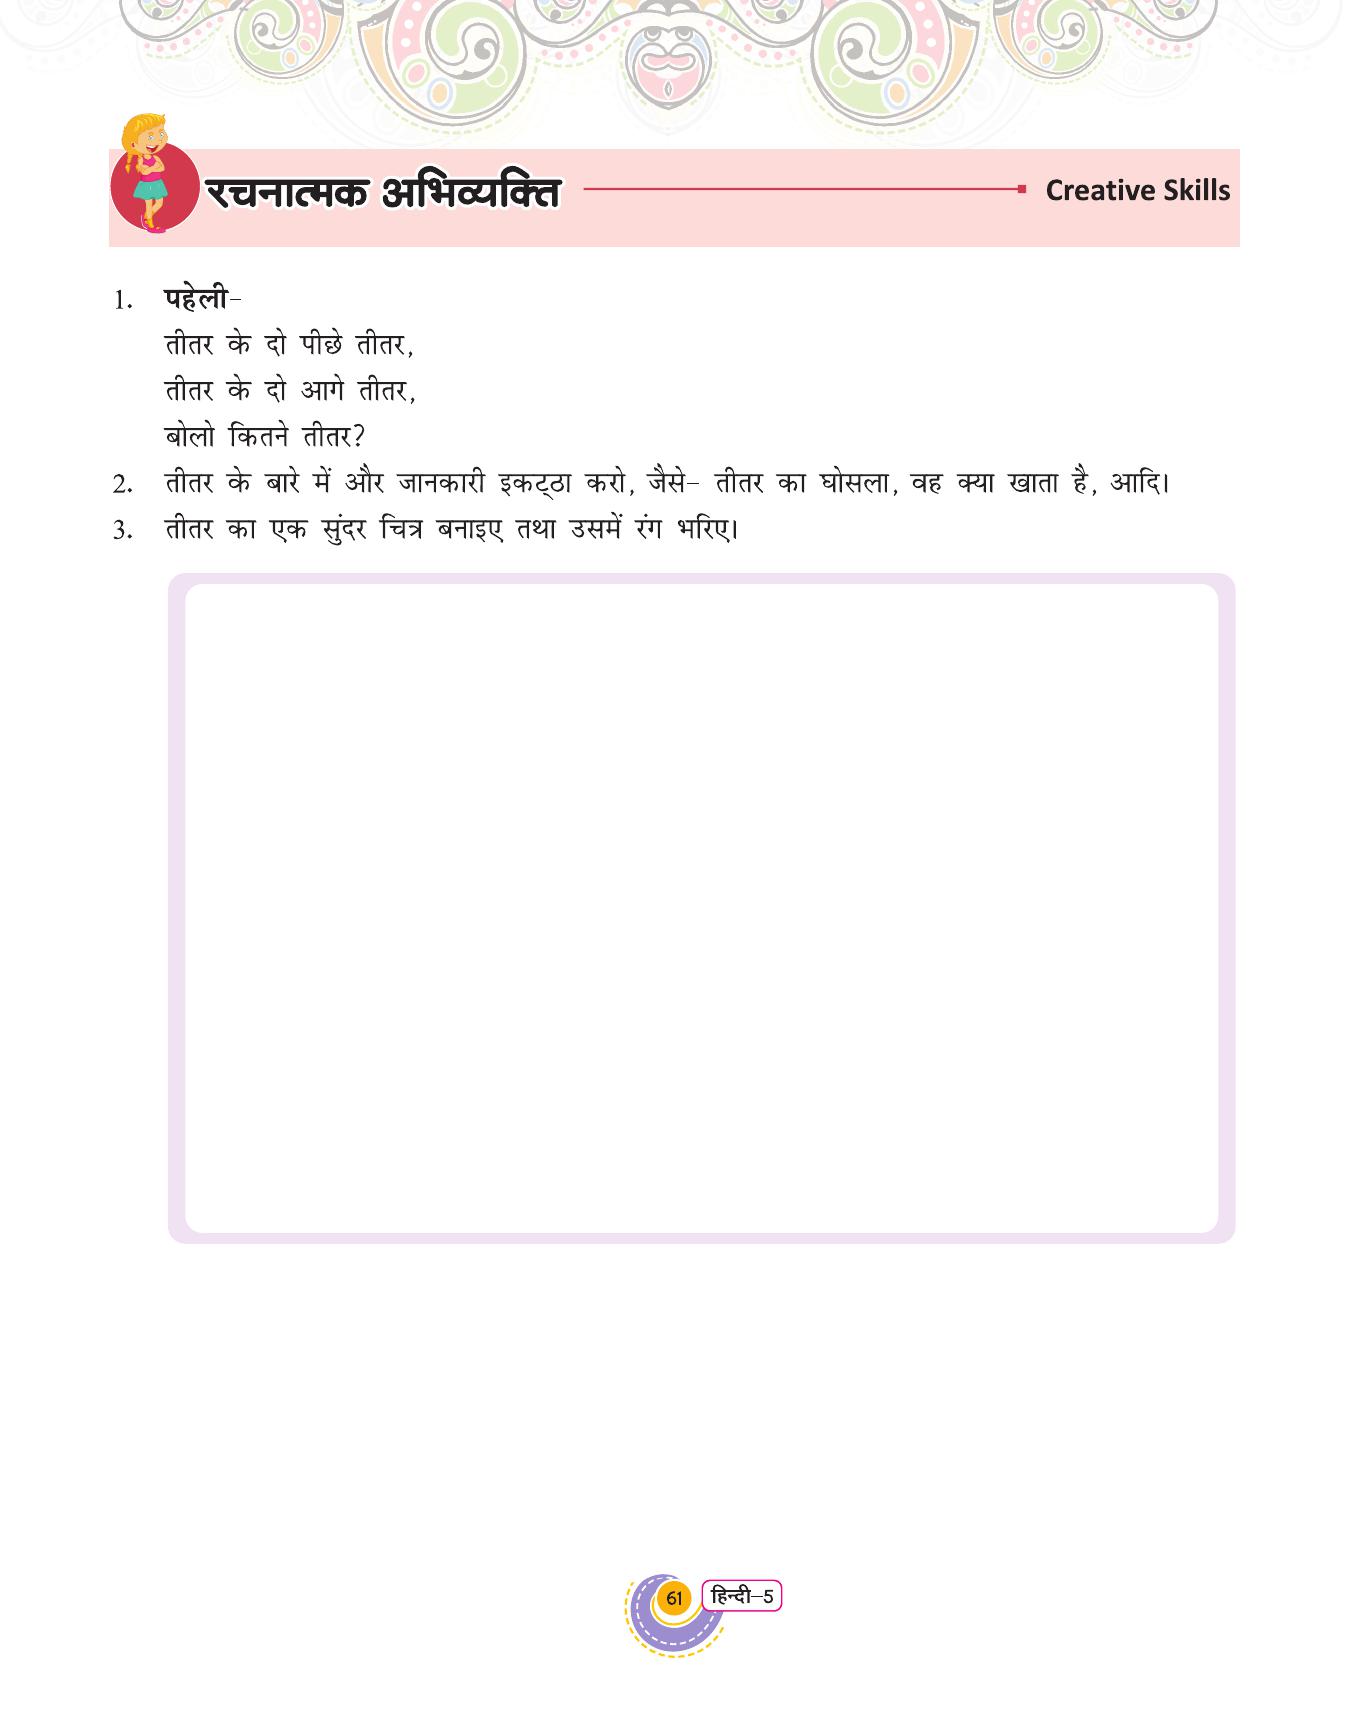 रचनात्मक अभिव्यक्ति Creative Skills
1. पहेली–
तीतर के दो पीछे तीतर,
तीतर के दो आगे तीतर,
बोलो कितने तीतर?
2. तीतर के बारे में और जानकारी इकट्ठा करो, जैसे– तीतर का घोसला, वह क्या खाता है, आदि।
3. तीतर का एक सुंदर चित्र बनाइए तथा उसमें रंग भरिए।
61 हिन्दी–5